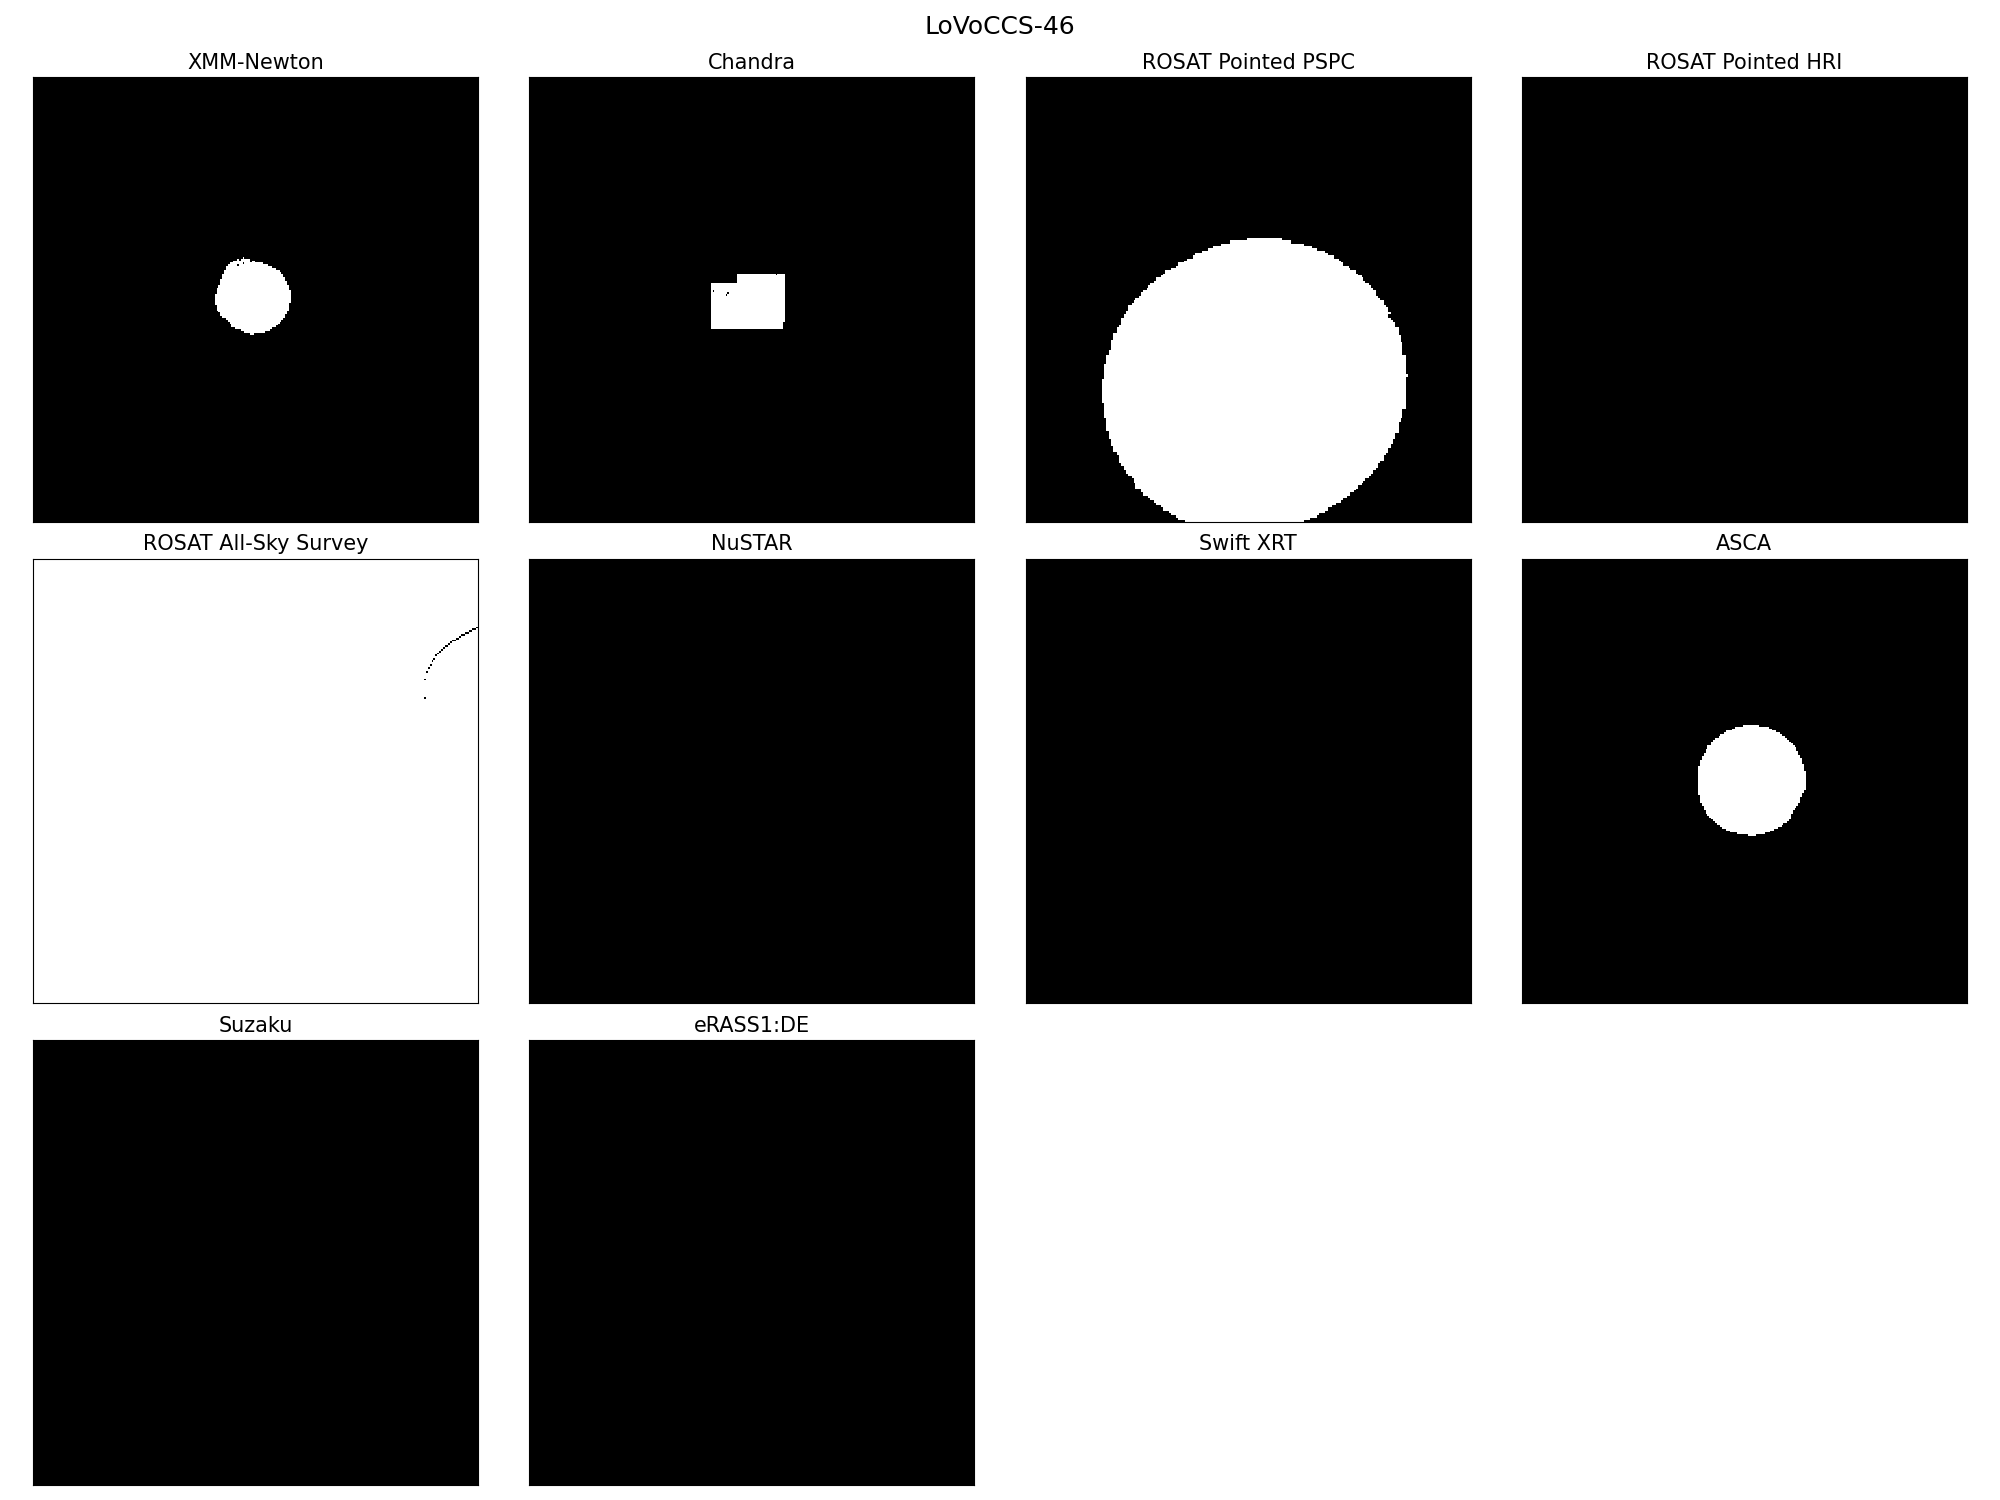 LoVoCCS-46
XMM-Newton
Chandra
ROSAT Pointed PSPC
ROSAT Pointed HRI
ROSAT All-Sky Survey
NuSTAR
Swift XRT
ASCA
Suzaku
eRASS1:DE